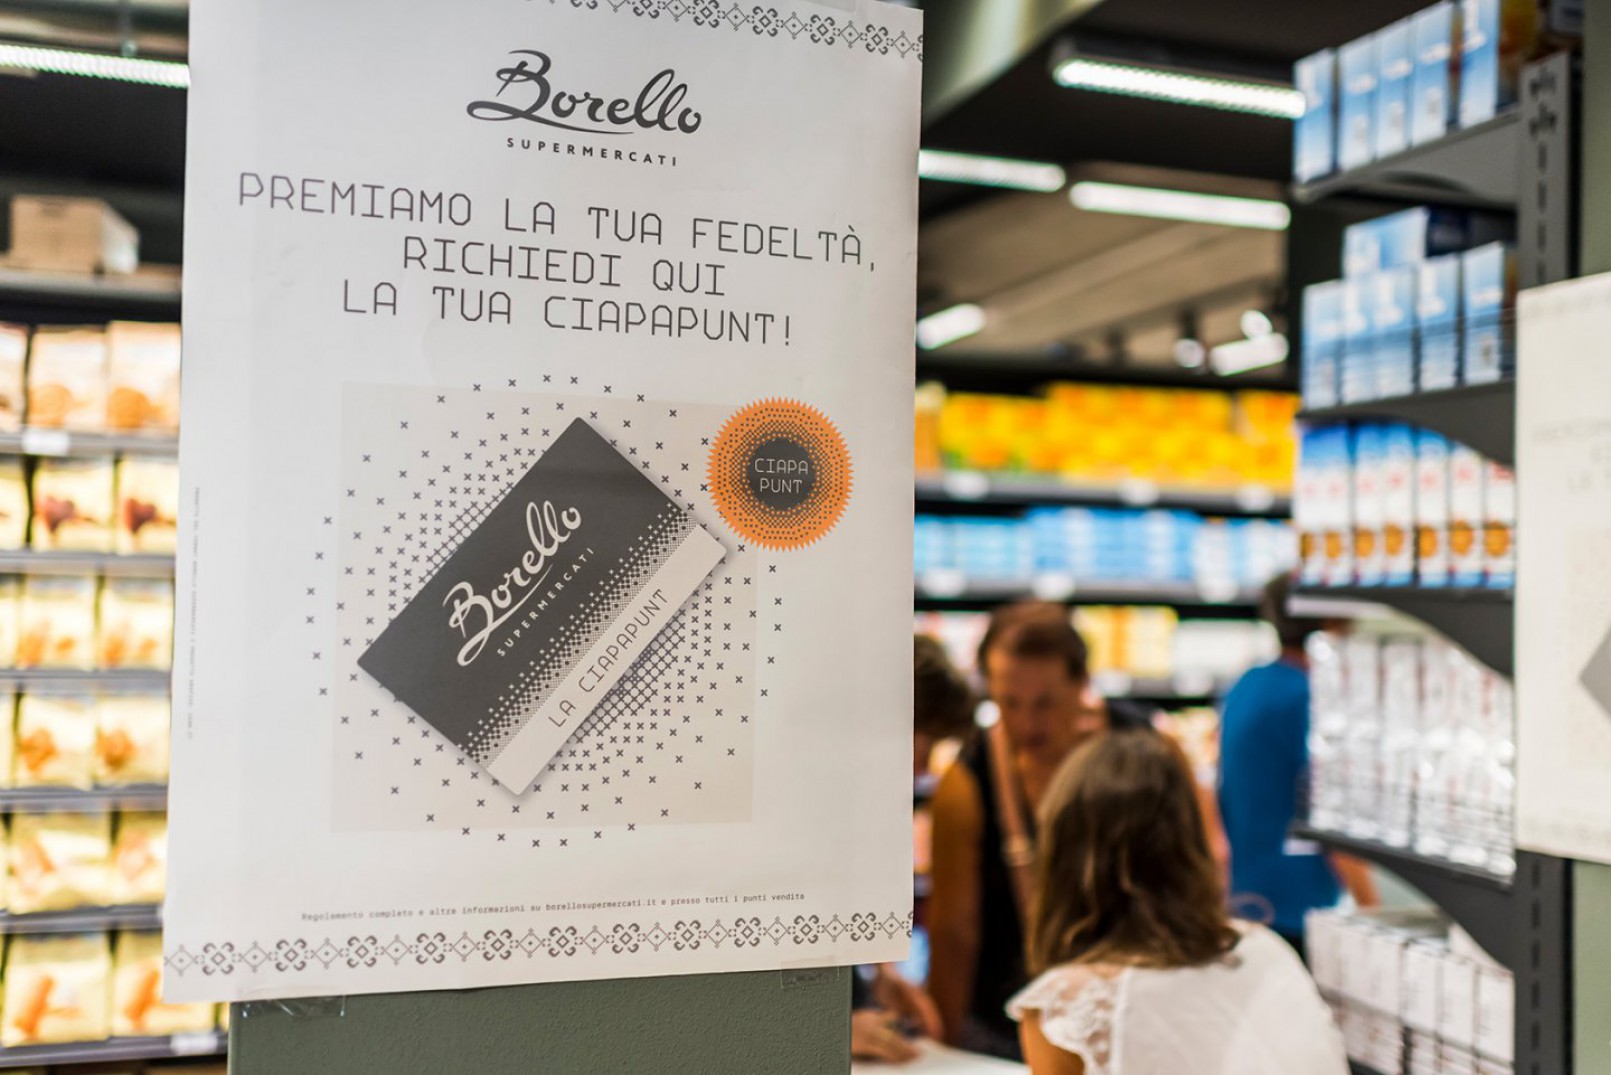 Borello
SUPERMERCATI
PREMIAMO LA TUA FEDELTÀ,
RICHIEDI QUI
LA TUA CIAPAPUNT!
CIAPA
PUNT
Borello
SUPERMERCATI
LA CIAPAPUNT
Regolamento completo e altre informazioni su borellosupermercati.it e presso tutti i punti vendita